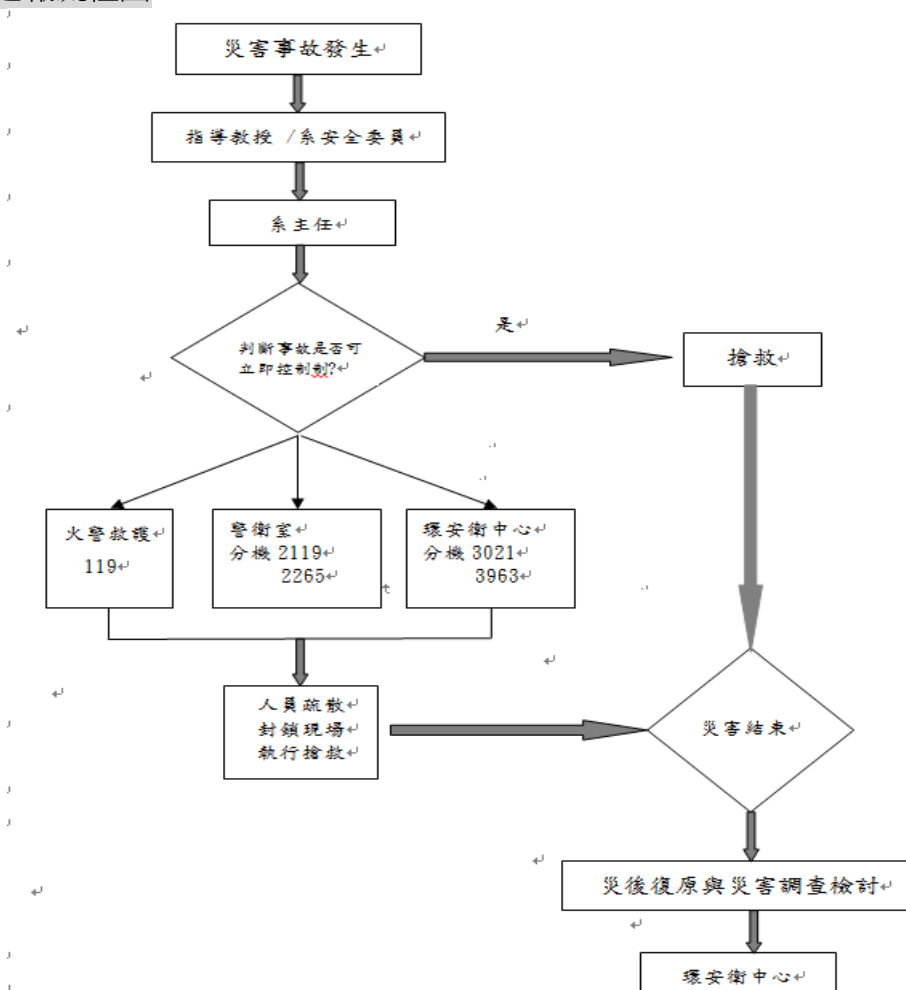 災害事故發生
指導教授 /系安全委員
系主任
判斷事故是否可
立即控制制?
是
搶救
火警救護
119
警衛室
分機 2119
2265
環安衛中心
分機 3021
3963
人員疏散
封鎖現場
執行搶救
災害結束
災後復原與災害調查檢討
環安衛中心